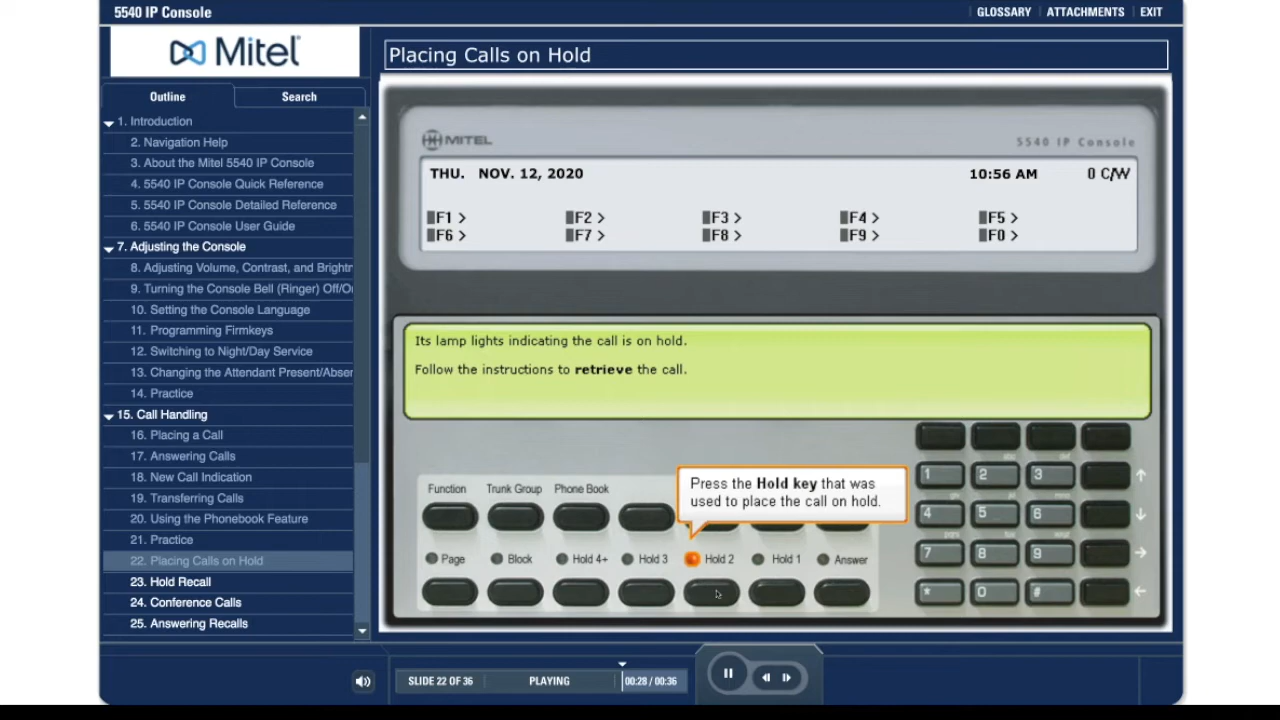 5540 IP Console
GLOSSARY
ATTACHMENTS
EXIT
Mitel
Outline
Search
1. Introduction
2. Navigation Help
3. About the Mitel 5540 IP Console
4. 5540 IP Console Quick Reference
5. 5540 IP Console Detailed Reference
6. 5540 IP Console User Guide
7. Adjusting the Console
8. Adjusting Volume, Contrast, and Brightn
9. Turning the Console Bell (Ringer) Off/On
10. Setting the Console Language
11. Programming Firmkeys
12. Switching to Night/Day Service
13. Changing the Attendant Present/Abser
14. Practice
15. Call Handling
16. Placing a Call
17. Answering Calls
18. New Call Indication
19. Transferring Calls
20. Using the Phonebook Feature
21. Practice
22. Placing Calls on Hold
23. Hold Recall
24. Conference Calls
25. Answering Recalls
Placing Calls on Hold
MITEL
5540 IP Console
THU. NOV. 12, 2020 10:56 AM 0 C/W
F1 > F2 > F3 > F4 > F5 >
F6 > F7 > F8 > F9 > F0 >
Its lamp lights indicating the call is on hold.
Follow the instructions to retrieve the call.
Function Trunk Group Phone Book
Press the Hold key that was
used to place the call on hold.
Page Block Hold 4+ Hold 3 Hold 2 Hold 1 Answer
1 2 3
4 5 6
7 8 9
* 0 #
SLIDE 22 OF 36
PLAYING
00:28 / 00:36